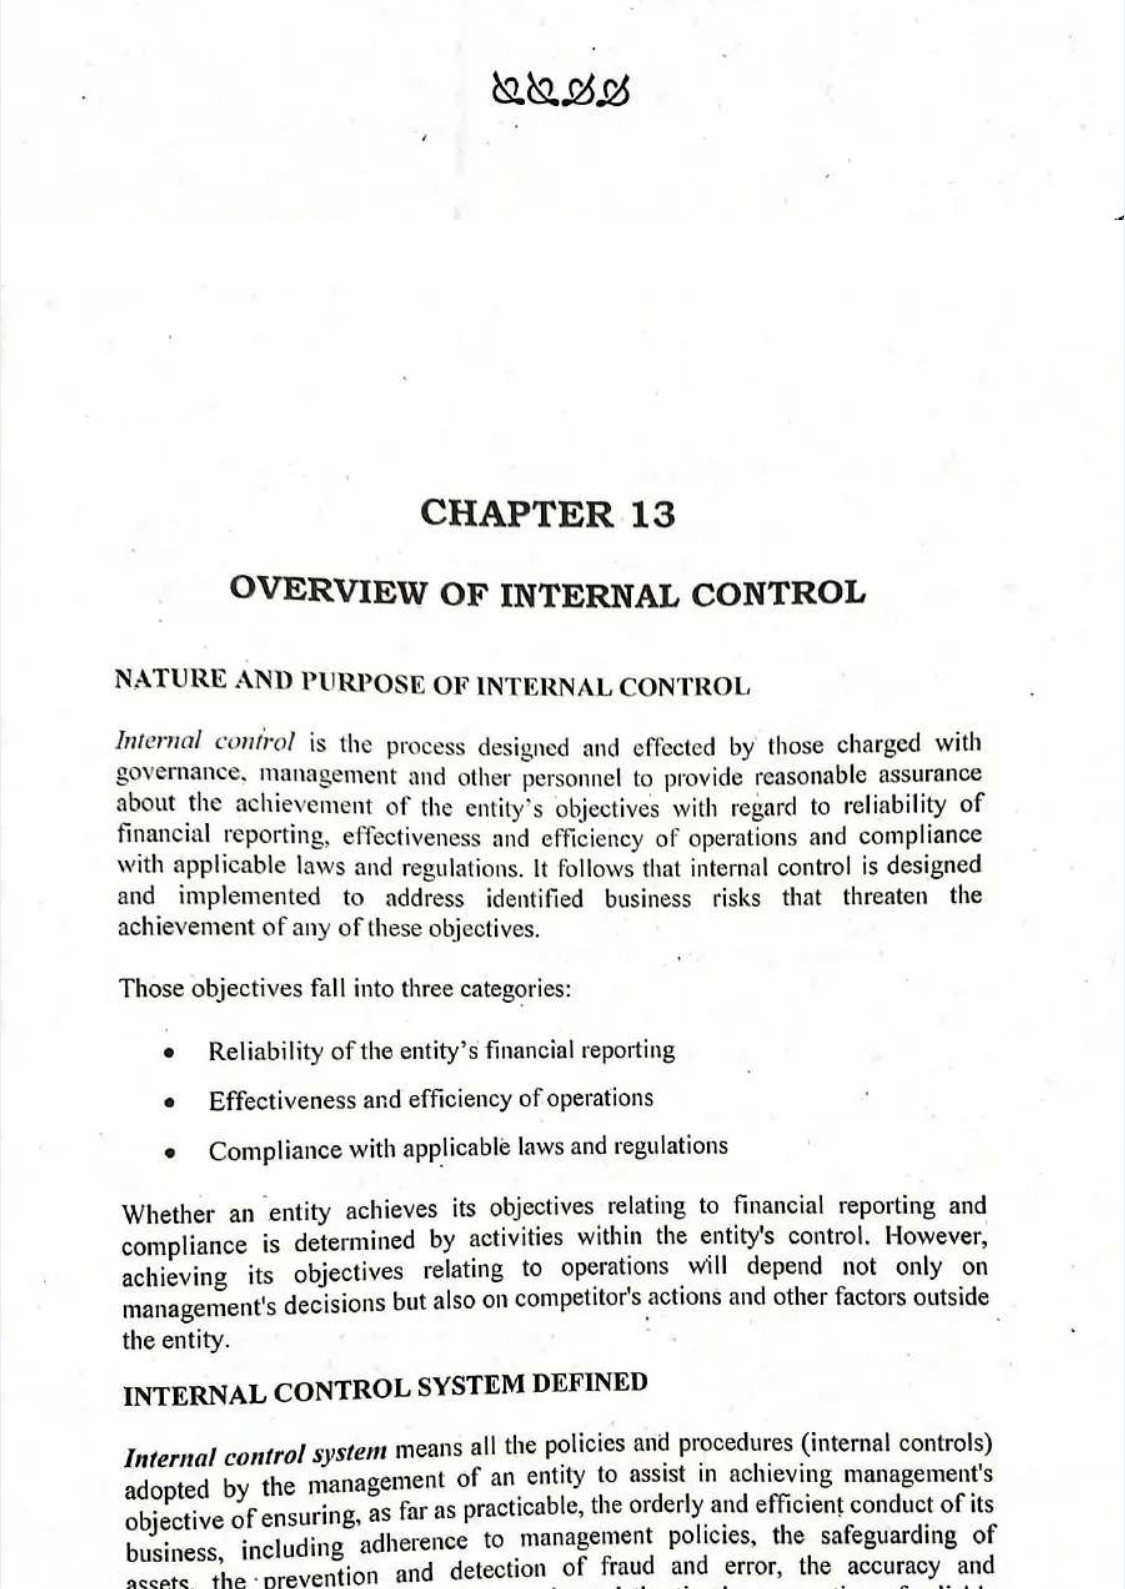 CHAPTER 13
OVERVIEW OF INTERNAL CONTROL
NATURE AND PURPOSE OF INTERNAL CONTROL
Internal control is the process designed and effected by those charged with
governance, management and other personnel to provide reasonable assurance
about the achievement of the entity's objectives with regard to reliability of
financial reporting, effectiveness and efficiency of operations and compliance
with applicable laws and regulations. It follows that internal control is designed
and implemented to address identified business risks that threaten the
achievement of any of these objectives.
Those objectives fall into three categories:
• Reliability of the entity's financial reporting
• Effectiveness and efficiency of operations
• Compliance with applicable laws and regulations
Whether an entity achieves its objectives relating to financial reporting and
compliance is determined by activities within the entity's control. However,
achieving its objectives relating to operations will depend not only on
management's decisions but also on competitor's actions and other factors outside
the entity.
INTERNAL CONTROL SYSTEM DEFINED
Internal control system means all the policies and procedures (internal controls)
adopted by the management of an entity to assist in achieving management's
objective of ensuring, as far as practicable, the orderly and efficient conduct of its
business, including adherence to management policies, the safeguarding of
assets, the prevention and detection of fraud and error, the accuracy and